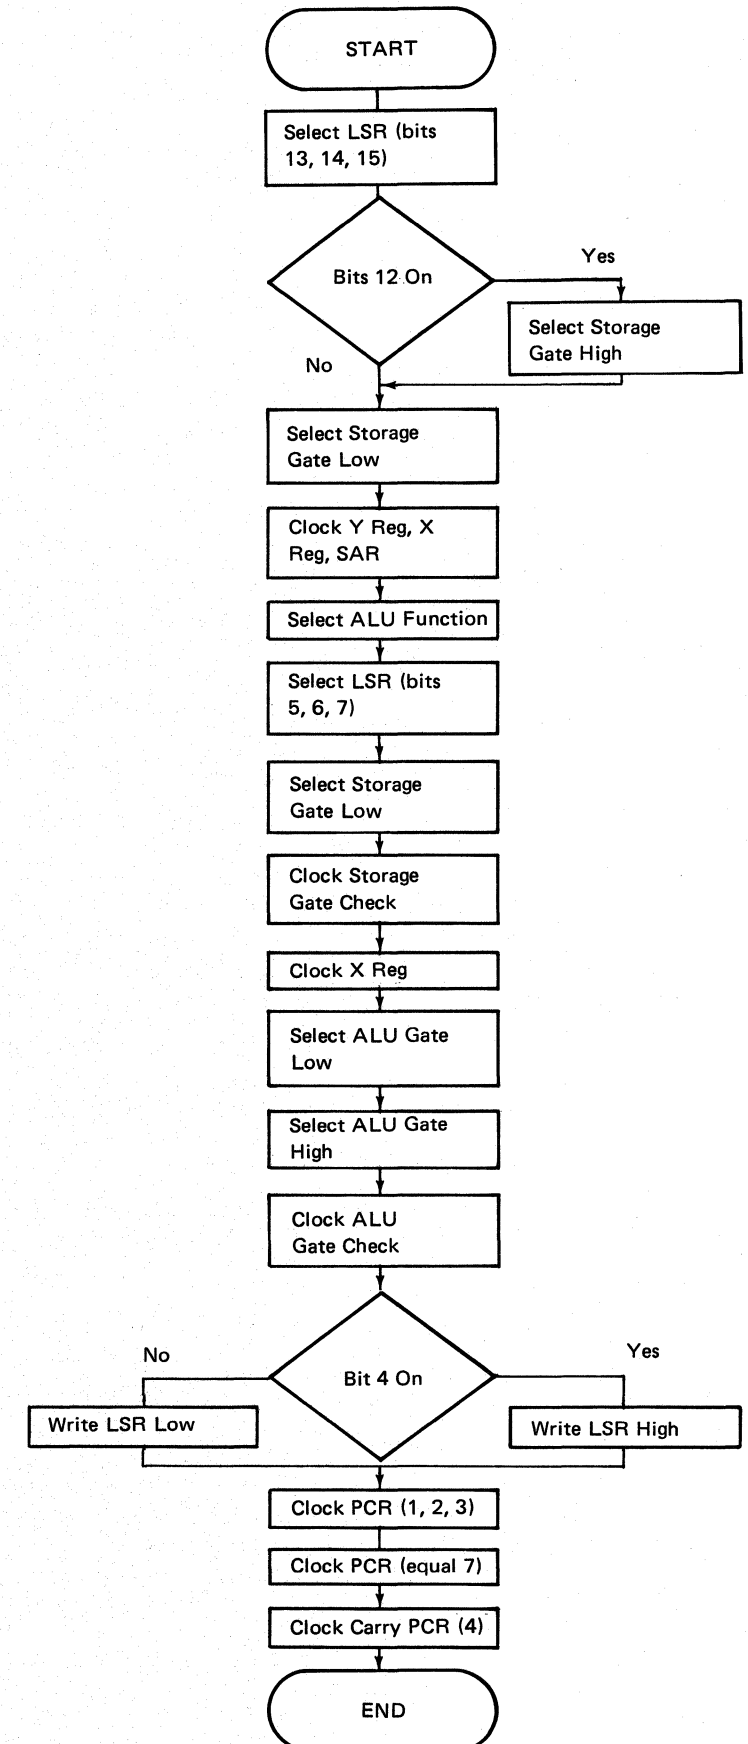 START
Select LSR (bits
13, 14, 15)
Bits 12 On
Yes
Select Storage
Gate High
No
Select Storage
Gate Low
Clock Y Reg, X
Reg, SAR
Select ALU Function
Select LSR (bits
5, 6, 7)
Select Storage
Gate Low
Clock Storage
Gate Check
Clock X Reg
Select ALU Gate
Low
Select ALU Gate
High
Clock ALU
Gate Check
No
Yes
Bit 4 On
Write LSR Low
Write LSR High
Clock PCR (1, 2, 3)
Clock PCR (equal 7)
Clock Carry PCR (4)
END